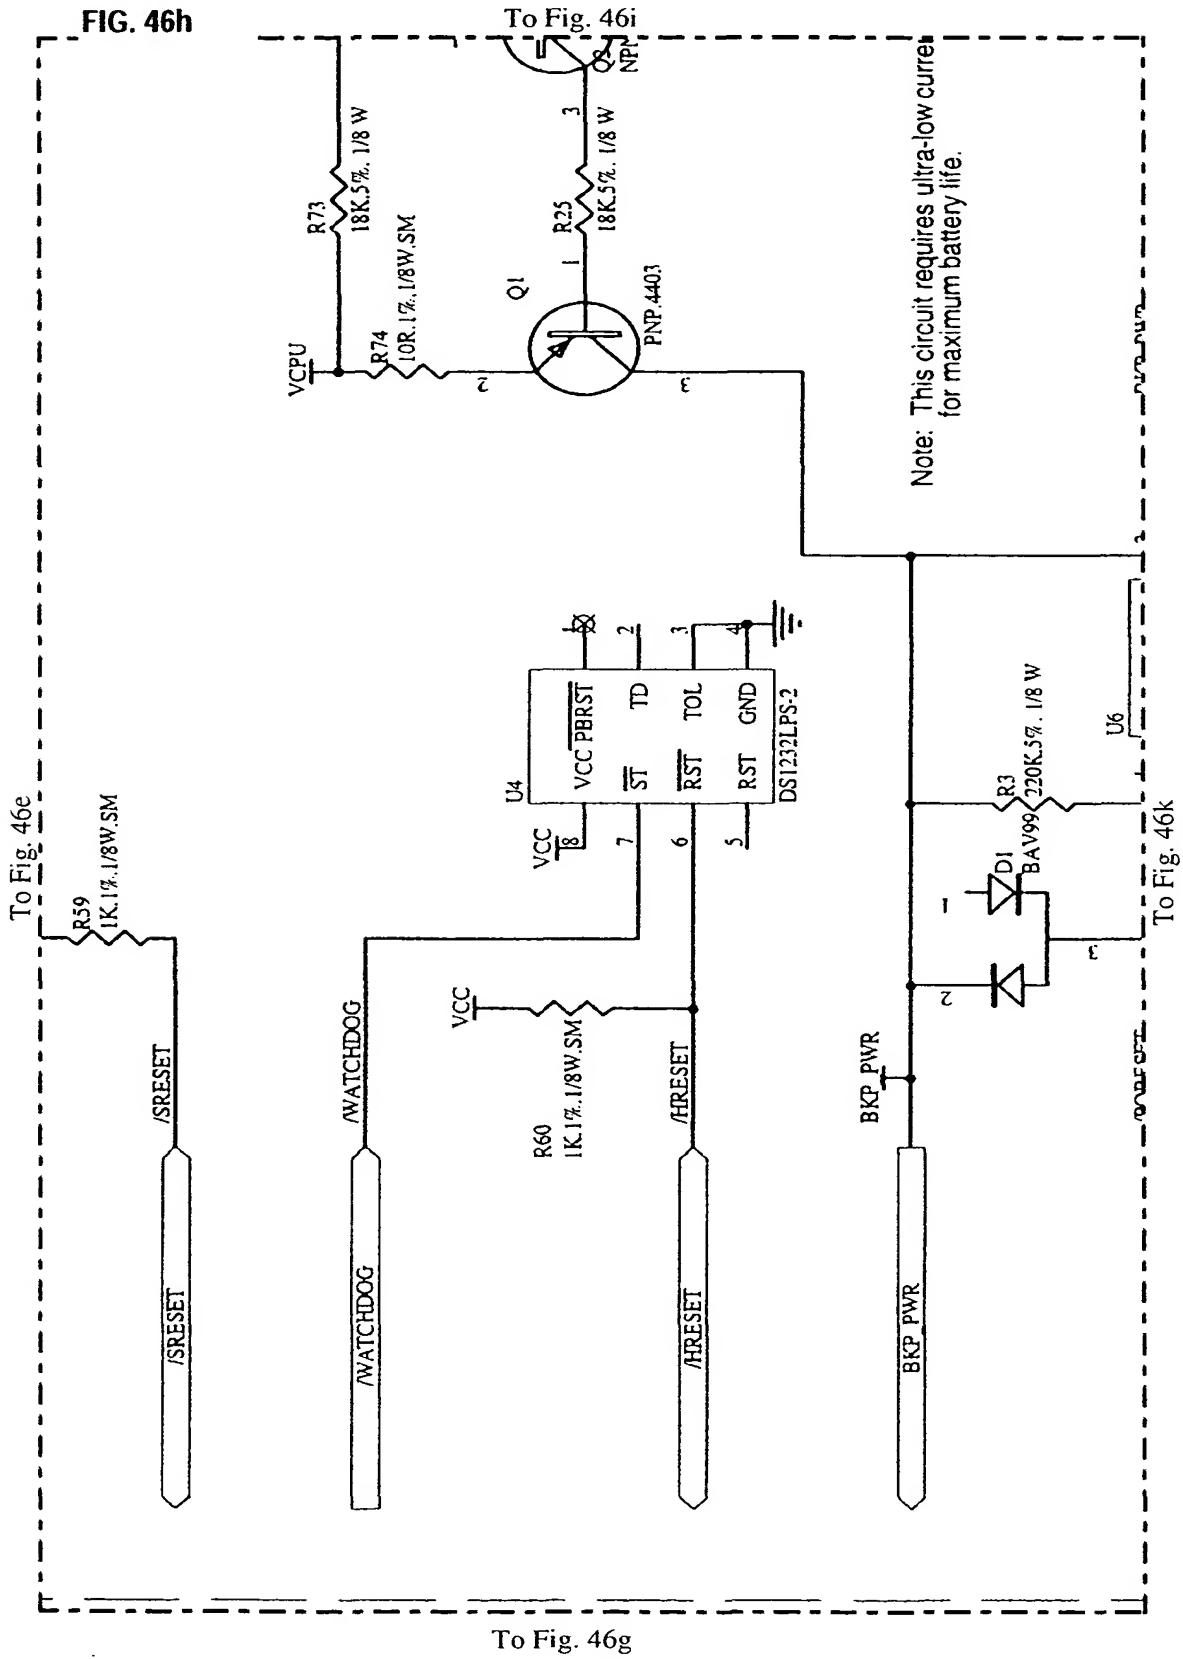 FIG. 46h
To Fig. 46i
To Fig. 46e
To Fig. 46k
To Fig. 46g
R73
18K.5%. 1/8 W
VCPU
R74
10R.1%.,1/8W.SM
2
Q1
PNP.4403
1
3
R25
18K.5%. 1/8 W
3
Note: This circuit requires ultra-low
for maximum battery life.
R59
1K.1%.1/8W.SM
/SRESET
/SRESET
/WATCHDOG
/WATCHDOG
U4
VCC
8
7
6
5
VCC
PBRST
ST
TD
RST
TOL
RST
GND
1
2
3
4
DS1232LPS-2
VCC
R60
1K.1%.1/8W.SM
/HRESET
/HRESET
BKP_PWR
BKP PWR
R3
220K.5%. 1/8 W
D1
BAV99
1
2
3
U6